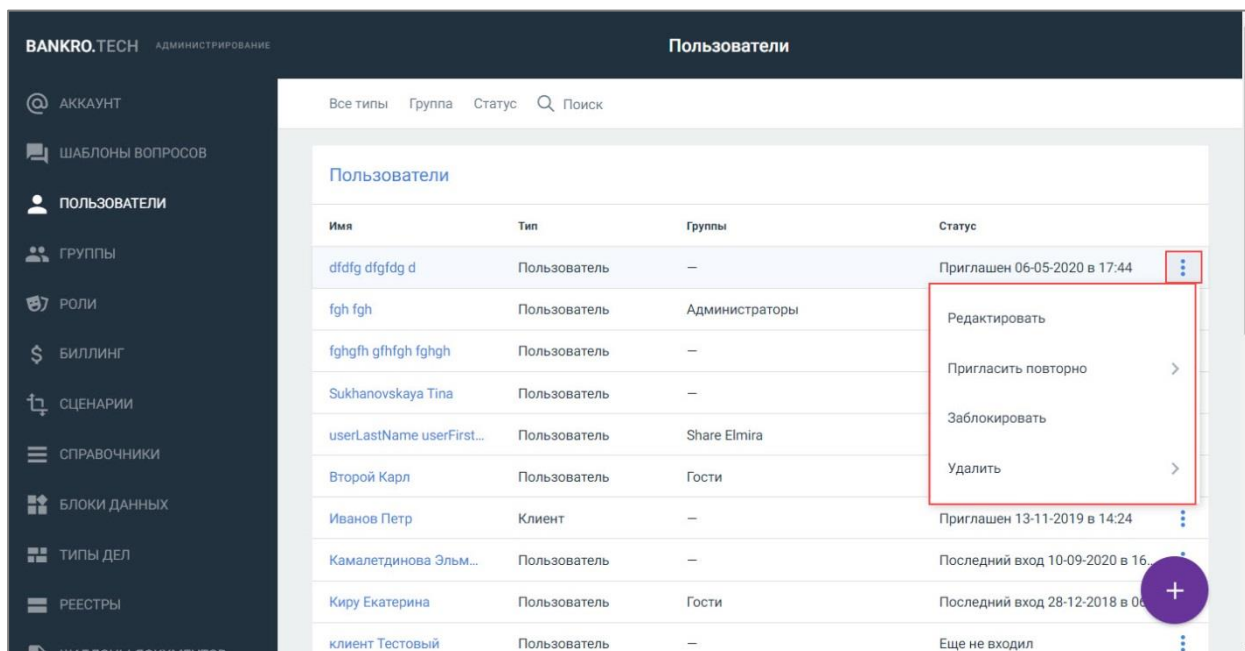 BANKRO.TECH АДМИНИСТРИРОВАНИЕ
Пользователи
АККАУНТ
ШАБЛОНЫ ВОПРОСОВ
ПОЛЬЗОВАТЕЛИ
ГРУППЫ
РОЛИ
БИЛЛИНГ
СЦЕНАРИИ
СПРАВОЧНИКИ
БЛОКИ ДАННЫХ
ТИПЫ ДЕЛ
РЕЕСТРЫ
ШАБЛОНЫ ДОКУМЕНТОВ
Все типы Группа Статус Поиск
Пользователи
Имя Тип Группы Статус
dfdfg dfgfdg d Пользователь — Приглашен 06-05-2020 в 17:44
fgh fgh Пользователь Администраторы
fghgfh gfhfgh fghgh Пользователь —
Sukhanovskaya Tina Пользователь —
userLastName userFirst... Пользователь Share Elmira
Второй Карл Пользователь Гости
Иванов Петр Клиент — Приглашен 13-11-2019 в 14:24
Камалетдинова Эльм... Пользователь — Последний вход 10-09-2020 в 16...
Киру Екатерина Пользователь Гости Последний вход 28-12-2018 в 06
клиент Тестовый Пользователь — Еще не входил
Редактировать
Пригласить повторно
Заблокировать
Удалить